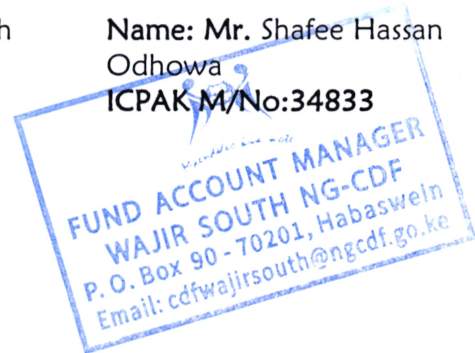 h
Name: Mr. Shafee Hassan
Odhowa
ICPAK M/No:34833
FUND ACCOUNT MANAGER
WAJIR SOUTH NG-CDF
P. O. Box 90 - 70201, Habaswein
Email: cdfwajirsouth@ngcdf.go.ke